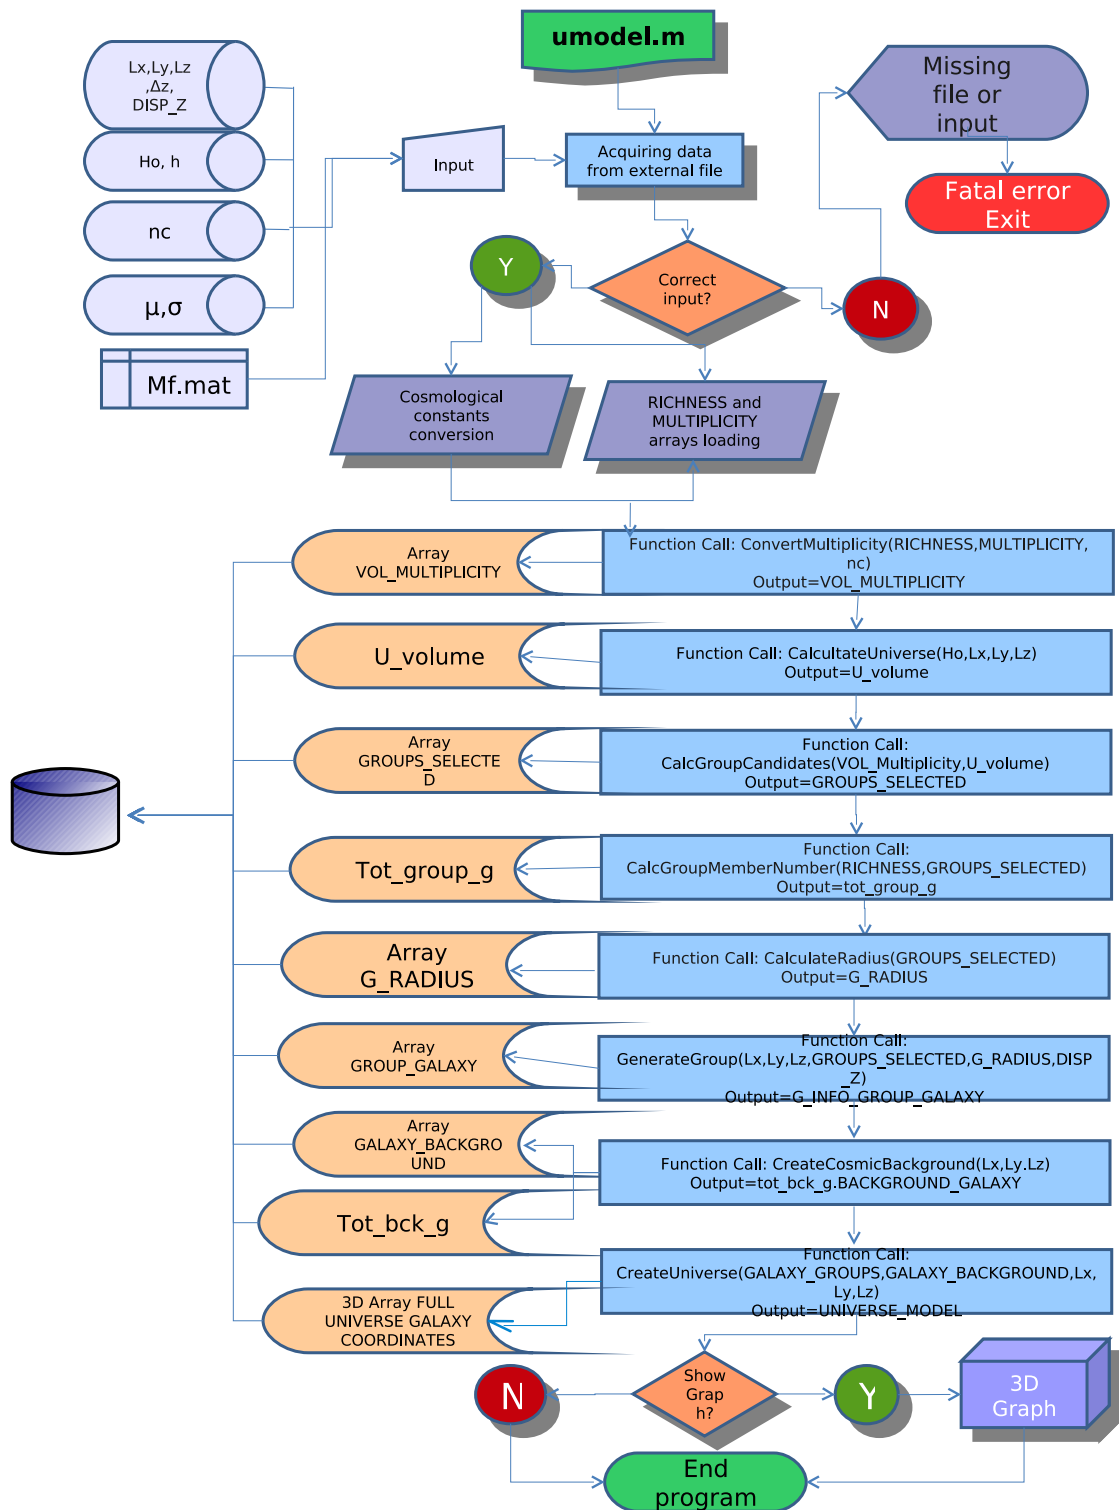 umodel.m
Lx,Ly,Lz
,Δz,
DISP_Z
Missing
file or
input
Ho, h
Input
Acquiring data
from external file
Fatal error
Exit
nc
Y
Correct
input?
N
μ,σ
Mf.mat
Cosmological
constants
conversion
RICHNESS and
MULTIPLICITY
arrays loading
Array
VOL_MULTIPLICITY
Function Call: ConvertMultiplicity(RICHNESS,MULTIPLICITY,
nc)
Output=VOL_MULTIPLICITY
U_volume
Function Call: CalcultateUniverse(Ho,Lx,Ly,Lz)
Output=U_volume
Array
GROUPS_SELECTE
D
Function Call:
CalcGroupCandidates(VOL_Multiplicity,U_volume)
Output=GROUPS_SELECTED
Tot_group_g
Function Call:
CalcGroupMemberNumber(RICHNESS,GROUPS_SELECTED)
Output=tot_group_g
Array
G_RADIUS
Function Call: CalculateRadius(GROUPS_SELECTED)
Output=G_RADIUS
Array
GROUP_GALAXY
Function Call:
GenerateGroup(Lx,Ly,Lz,GROUPS_SELECTED,G_RADIUS,DISP
_Z)
Output=G_INFO_GROUP_GALAXY
Array
GALAXY_BACKGRO
UND
Function Call: CreateCosmicBackground(Lx,Ly.Lz)
Output=tot_bck_g.BACKGROUND_GALAXY
Tot_bck_g
Function Call:
CreateUniverse(GALAXY_GROUPS,GALAXY_BACKGROUND,Lx,
Ly,Lz)
Output=UNIVERSE_MODEL
3D Array FULL
UNIVERSE GALAXY
COORDINATES
N
Show
Grap
h?
Y
3D
Graph
End
program